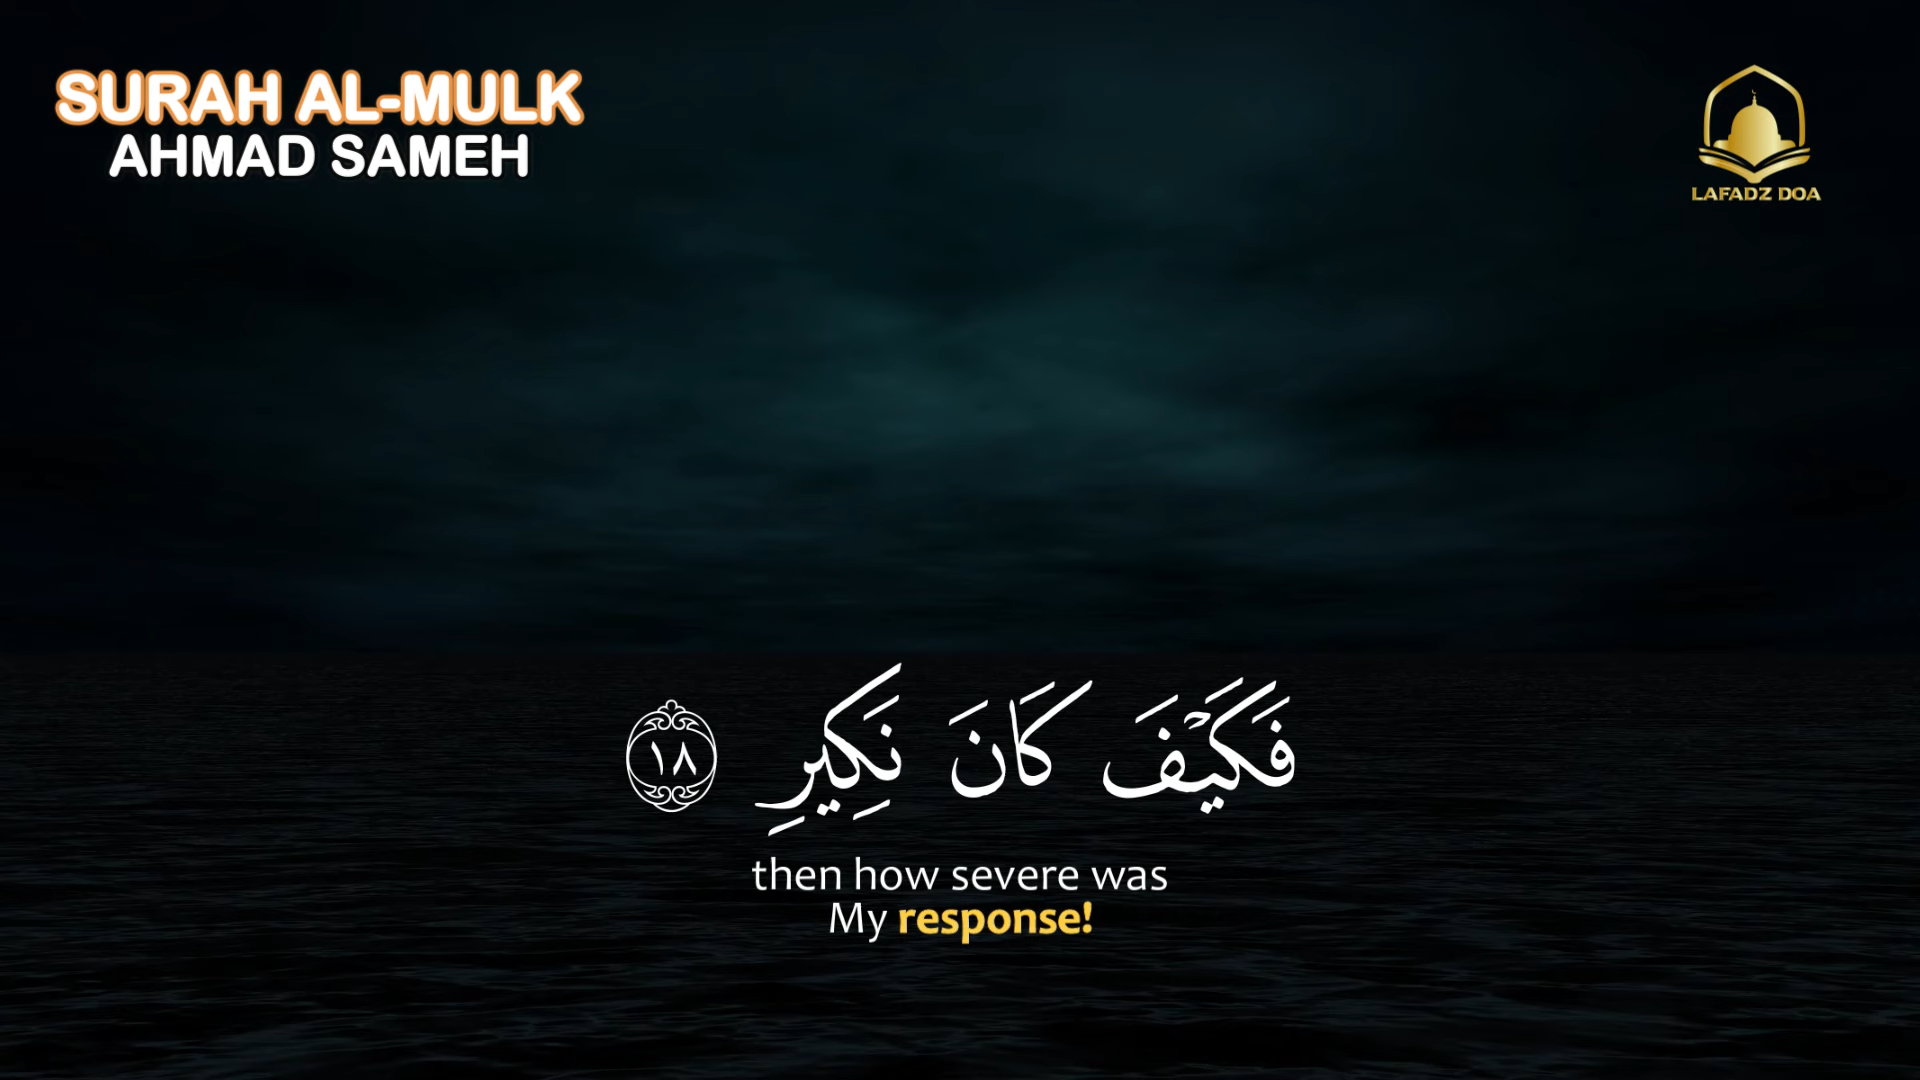 SURAH AL-MULK
AHMAD SAMEH
LAFADZ DOA
فَكَيْفَ كَانَ نَكِيرِ ١٨
then how severe was
My response!